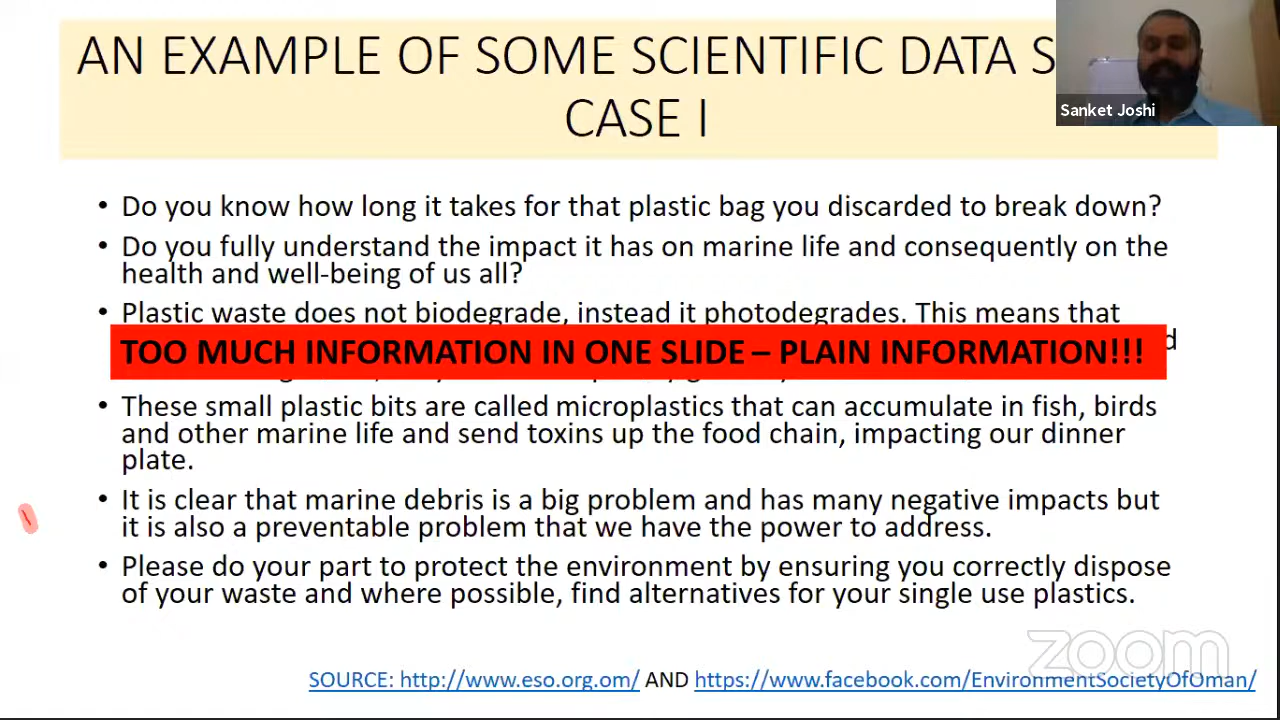 AN EXAMPLE OF SOME SCIENTIFIC DATA S
CASE I
Sanket Joshi
• Do you know how long it takes for that plastic bag you discarded to break down?
• Do you fully understand the impact it has on marine life and consequently on the
health and well-being of us all?
• Plastic waste does not biodegrade, instead it photodegrades. This means that
TOO MUCH INFORMATION IN ONE SLIDE – PLAIN INFORMATION!!!
• These small plastic bits are called microplastics that can accumulate in fish, birds
and other marine life and send toxins up the food chain, impacting our dinner
plate.
• It is clear that marine debris is a big problem and has many negative impacts but
it is also a preventable problem that we have the power to address.
• Please do your part to protect the environment by ensuring you correctly dispose
of your waste and where possible, find alternatives for your single use plastics.
zoom
SOURCE: http://www.eso.org.om/ AND https://www.facebook.com/EnvironmentSocietyOfOman/